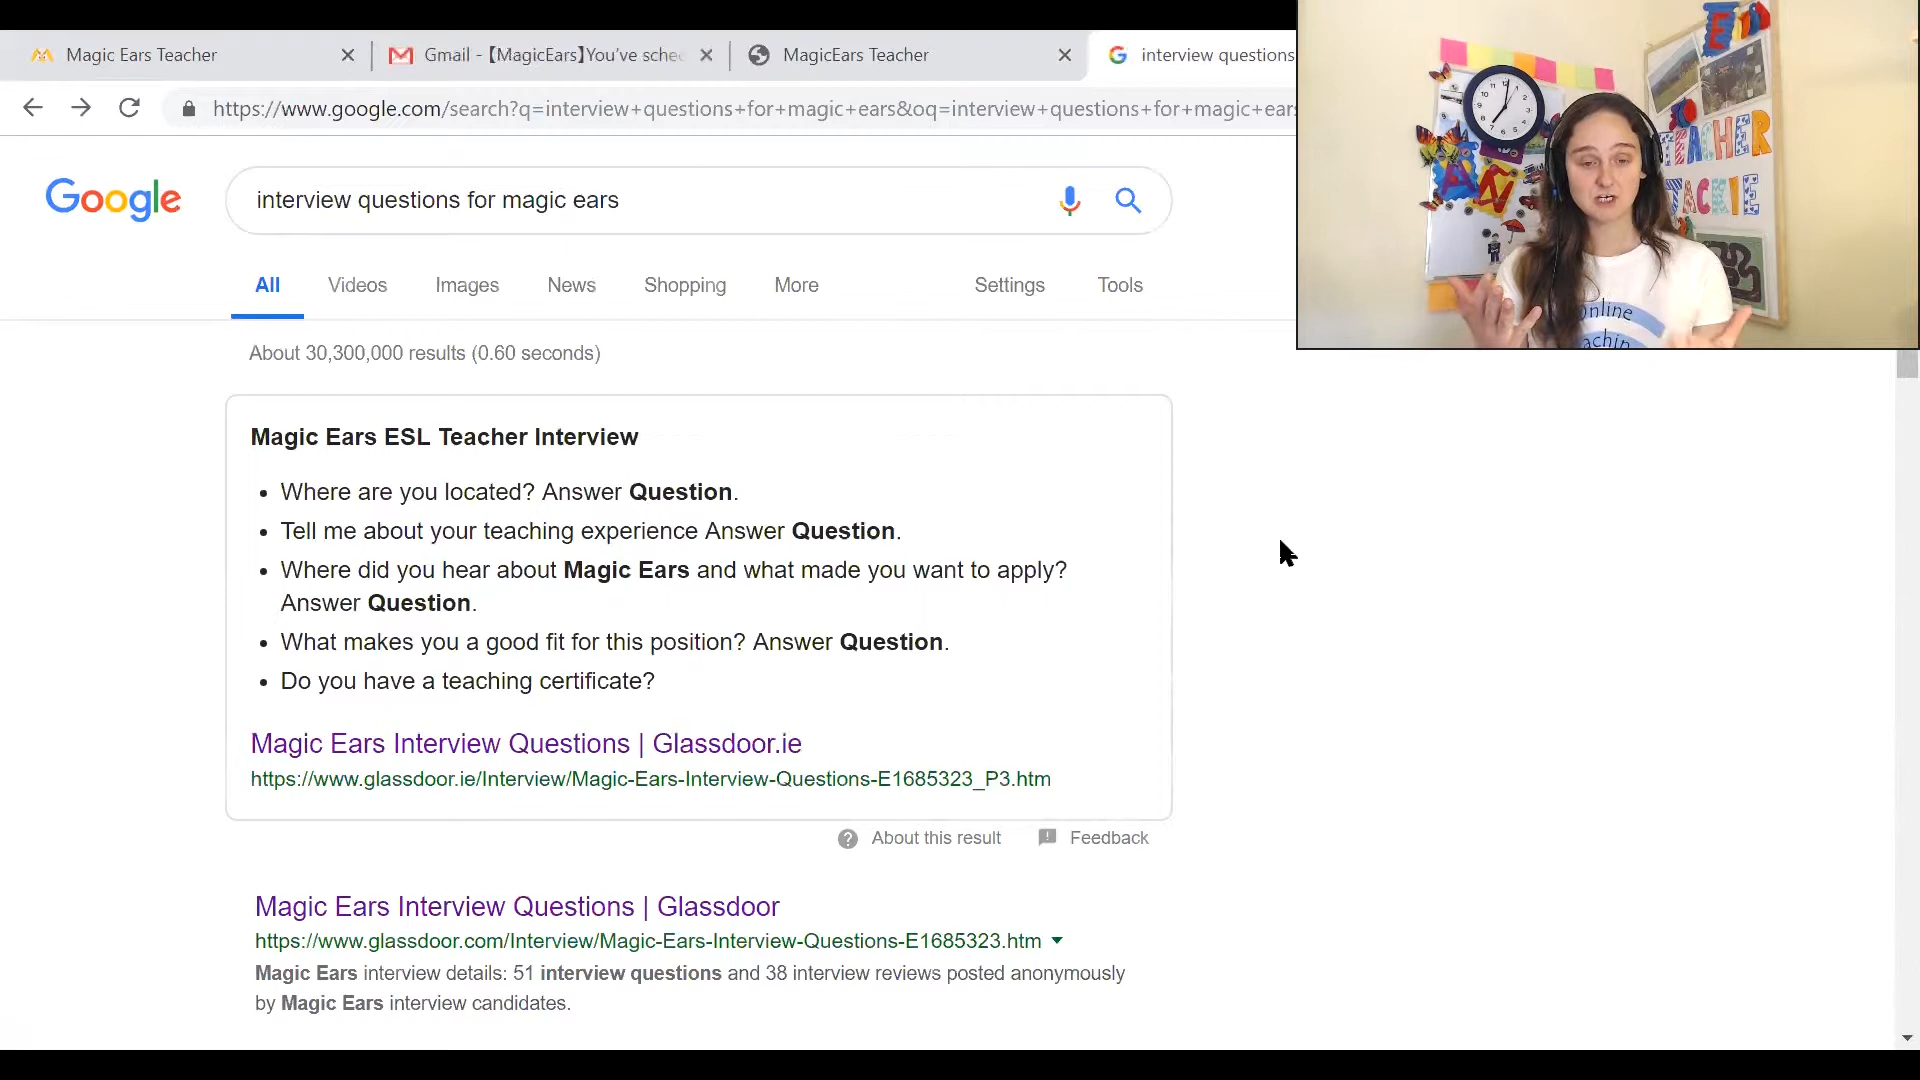 Magic Ears Teacher
Gmail - 【MagicEars】You've sched
MagicEars Teacher
interview questions
https://www.google.com/search?q=interview+questions+for+magic+ears&oq=interview+questions+for+magic+ears
Google
interview questions for magic ears
All Videos Images News Shopping More Settings Tools
About 30,300,000 results (0.60 seconds)
Magic Ears ESL Teacher Interview
• Where are you located? Answer Question.
• Tell me about your teaching experience Answer Question.
• Where did you hear about Magic Ears and what made you want to apply?
Answer Question.
• What makes you a good fit for this position? Answer Question.
• Do you have a teaching certificate?
Magic Ears Interview Questions | Glassdoor.ie
https://www.glassdoor.ie/Interview/Magic-Ears-Interview-Questions-E1685323_P3.htm
About this result Feedback
Magic Ears Interview Questions | Glassdoor
https://www.glassdoor.com/Interview/Magic-Ears-Interview-Questions-E1685323.htm
Magic Ears interview details: 51 interview questions and 38 interview reviews posted anonymously
by Magic Ears interview candidates.
TEACHER
JACKIE
nline
achin